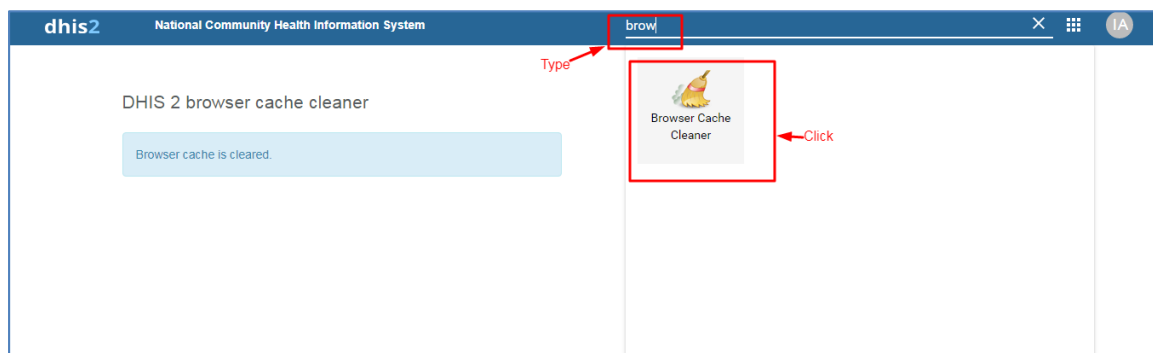 dhis2
National Community Health Information System
brow
IA
Type
DHIS 2 browser cache cleaner
Browser cache is cleared.
Browser Cache
Cleaner
Click